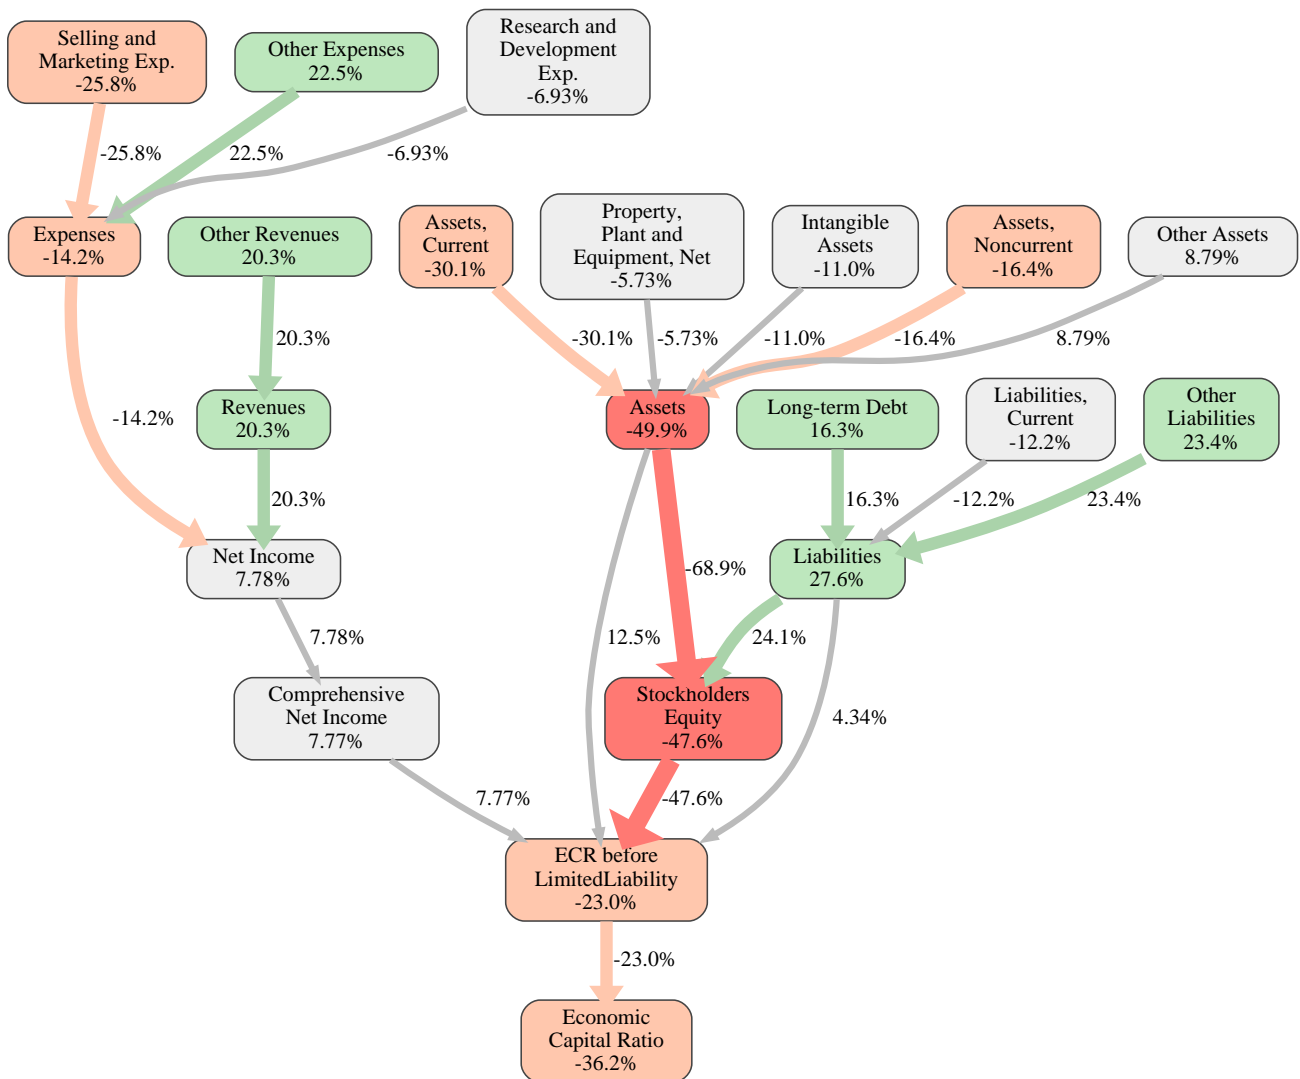 Selling and
Marketing Exp.
-25.8%
Other Expenses
22.5%
Research and
Development
Exp.
-6.93%
-25.8%
22.5%
-6.93%
Expenses
-14.2%
Other Revenues
20.3%
Assets,
Current
-30.1%
Property,
Plant and
Equipment, Net
-5.73%
Intangible
Assets
-11.0%
Assets,
Noncurrent
-16.4%
Other Assets
8.79%
20.3%
-30.1%
-5.73%
-11.0%
-16.4%
8.79%
-14.2%
Revenues
20.3%
Assets
-49.9%
Long-term Debt
16.3%
Liabilities,
Current
-12.2%
Other
Liabilities
23.4%
20.3%
16.3%
-12.2%
23.4%
Net Income
7.78%
-68.9%
Liabilities
27.6%
7.78%
12.5%
24.1%
Comprehensive
Net Income
7.77%
Stockholders
Equity
-47.6%
4.34%
7.77%
-47.6%
ECR before
LimitedLiability
-23.0%
-23.0%
Economic
Capital Ratio
-36.2%